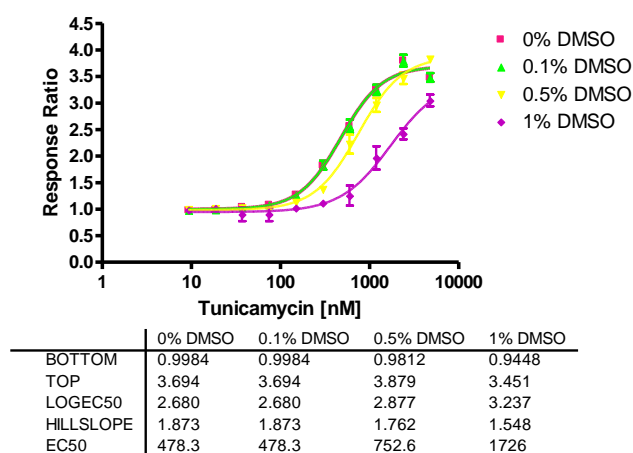 4.5
4.0
3.5
3.0
2.5
2.0
1.5
1.0
0.5
0.0
Response Ratio
1 10 100 1000 10000
Tunicamycin [nM]
0% DMSO
0.1% DMSO
0.5% DMSO
1% DMSO
0% DMSO 0.1% DMSO 0.5% DMSO 1% DMSO
BOTTOM 0.9984 0.9984 0.9812 0.9448
TOP 3.694 3.694 3.879 3.451
LOGEC50 2.680 2.680 2.877 3.237
HILLSLOPE 1.873 1.873 1.762 1.548
EC50 478.3 478.3 752.6 1726